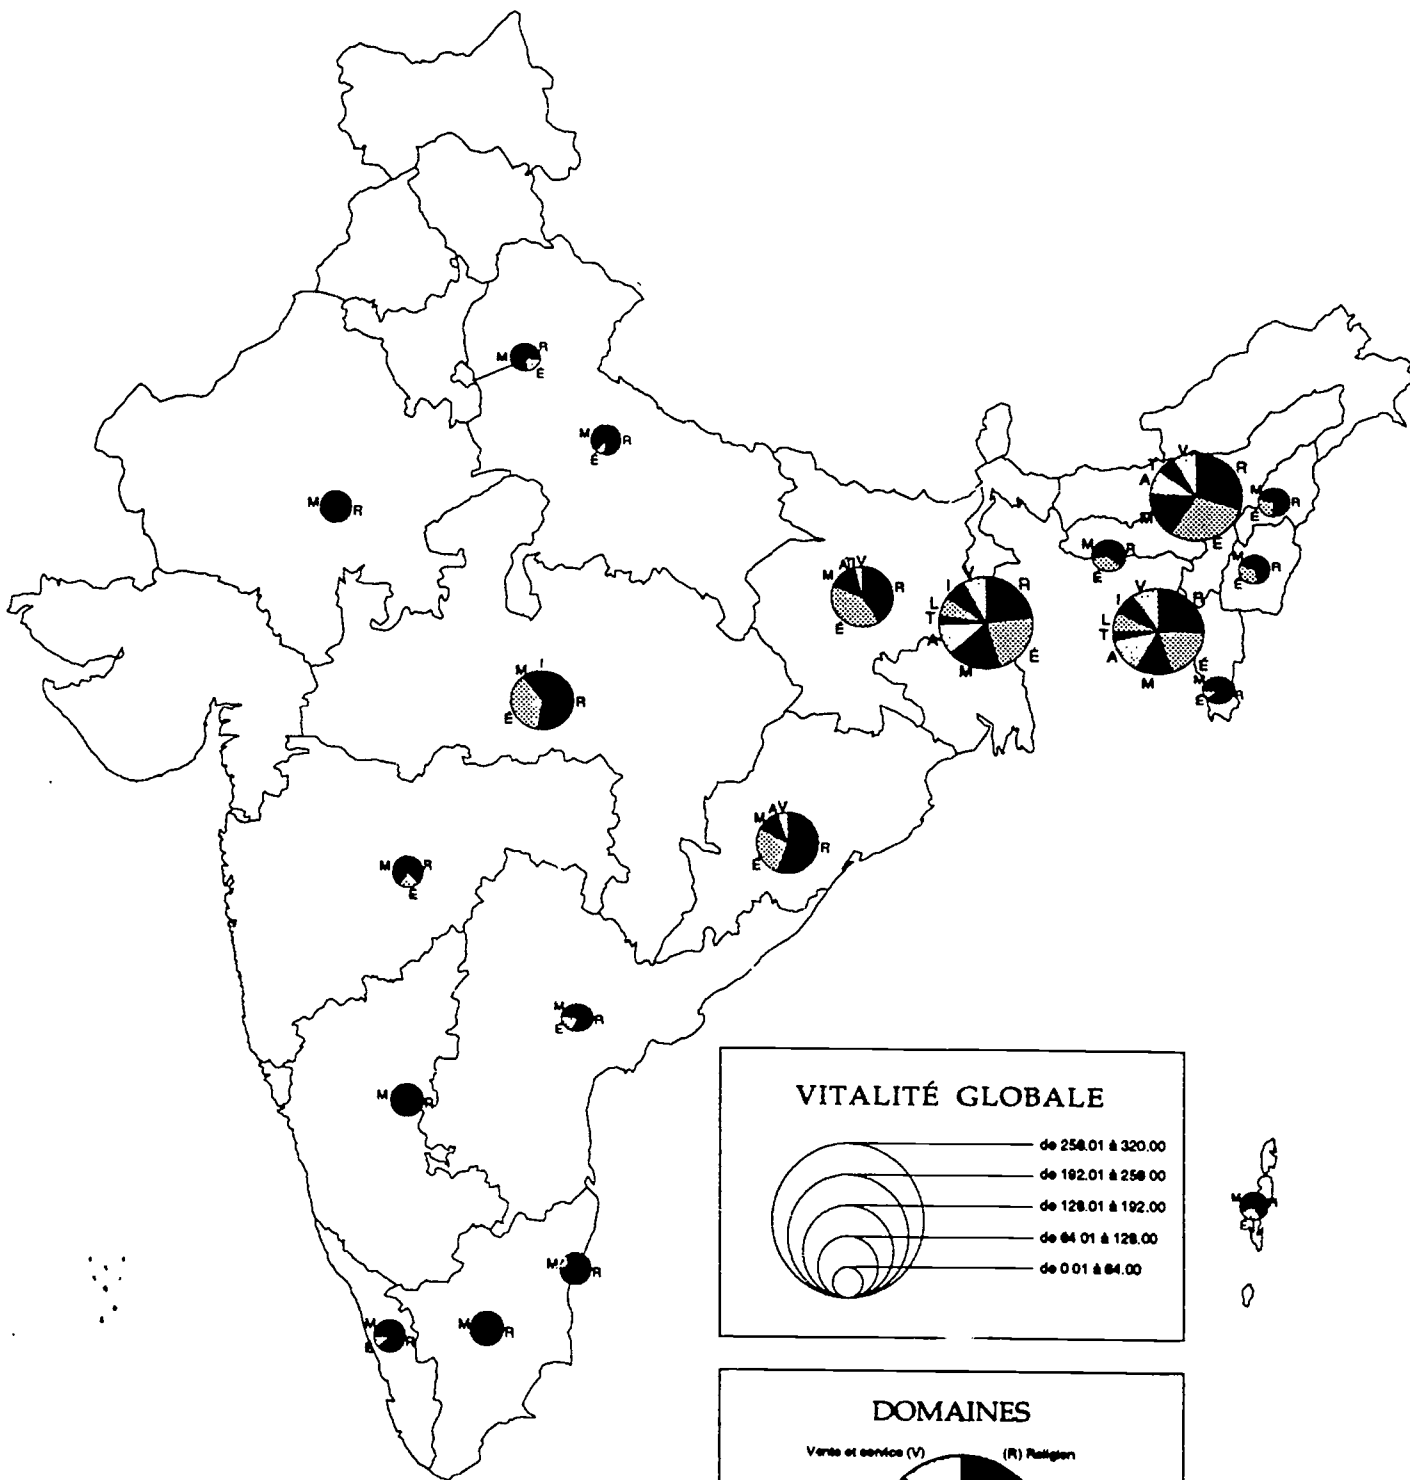 R
M
É
M
R
É
M
R
V
T
R
A
M
É
M
R
É
M
R
É
M
R
É
A
T
I
V
M
R
É
V
I
R
L
T
A
É
M
V
I
R
L
T
A
É
M
M
R
É
M
I
R
É
M
A
V
R
É
M
R
É
M
R
É
M
R
M
R
É
M
R
M
R
M
R
É
VITALITÉ GLOBALE
de 256.01 à 320.00
de 192.01 à 256.00
de 128.01 à 192.00
de 64 01 à 128.00
de 0 01 à 64.00
DOMAINES
Vente et service (V)
(R) Religion